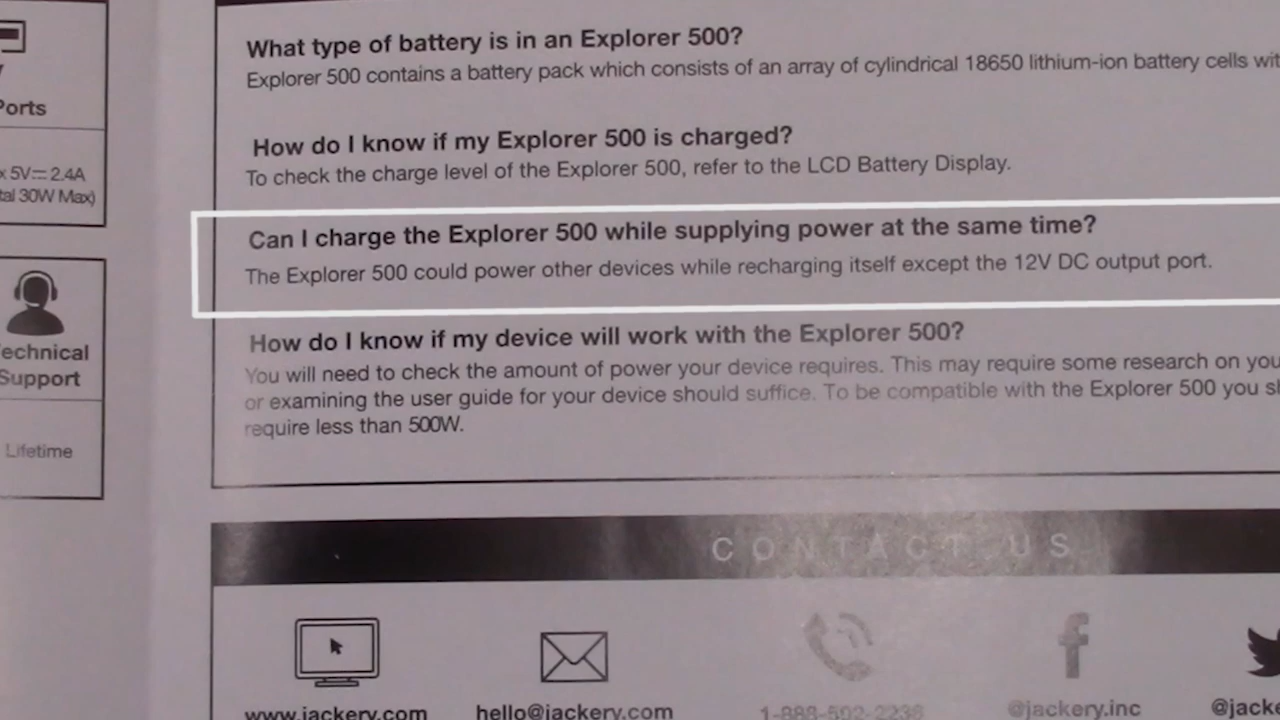 Ports
x 5V⎓2.4A
tal 30W Max)
Technical
Support
Lifetime
What type of battery is in an Explorer 500?
Explorer 500 contains a battery pack which consists of an array of cylindrical 18650 lithium-ion battery cells wit
How do I know if my Explorer 500 is charged?
To check the charge level of the Explorer 500, refer to the LCD Battery Display.
Can I charge the Explorer 500 while supplying power at the same time?
The Explorer 500 could power other devices while recharging itself except the 12V DC output port.
How do I know if my device will work with the Explorer 500?
You will need to check the amount of power your device requires. This may require some research on you
or examining the user guide for your device should suffice. To be compatible with the Explorer 500 you s
require less than 500W.
CONTACT US
www.jackery.com
hello@jackery.com
1-888-502-2236
@jackery.inc
@jacke